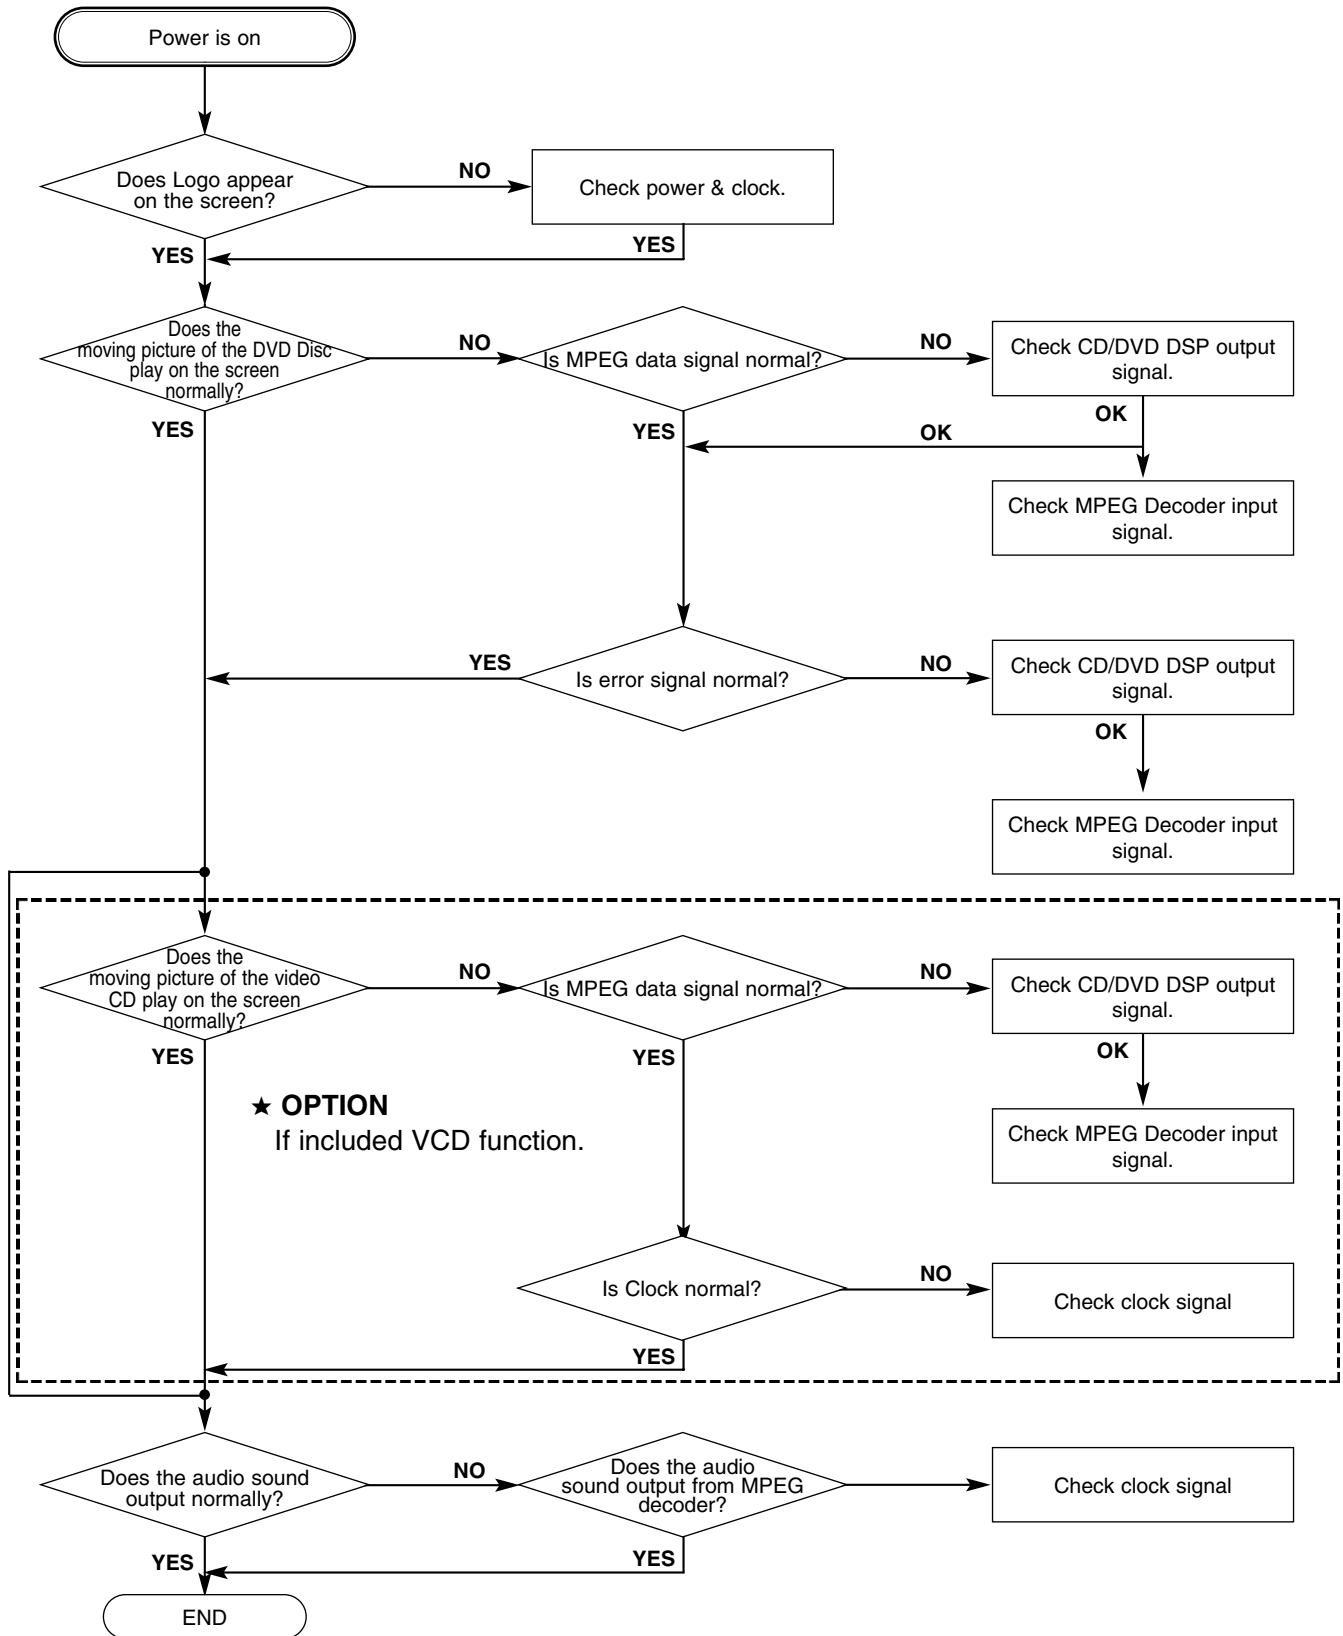 Power is on
Does Logo appear
on the screen?
NO
Check power & clock.
YES
YES
Does the
moving picture of the DVD Disc
play on the screen
normally?
NO
Is MPEG data signal normal?
NO
Check CD/DVD DSP output
signal.
YES
YES
OK
OK
Check MPEG Decoder input
signal.
YES
Is error signal normal?
NO
Check CD/DVD DSP output
signal.
OK
Check MPEG Decoder input
signal.
Does the
moving picture of the video
CD play on the screen
normally?
NO
Is MPEG data signal normal?
NO
Check CD/DVD DSP output
signal.
YES
YES
OK
★ OPTION
If included VCD function.
Check MPEG Decoder input
signal.
Is Clock normal?
NO
Check clock signal
YES
Does the audio sound
output normally?
NO
Does the audio
sound output from MPEG
decoder?
Check clock signal
YES
YES
END